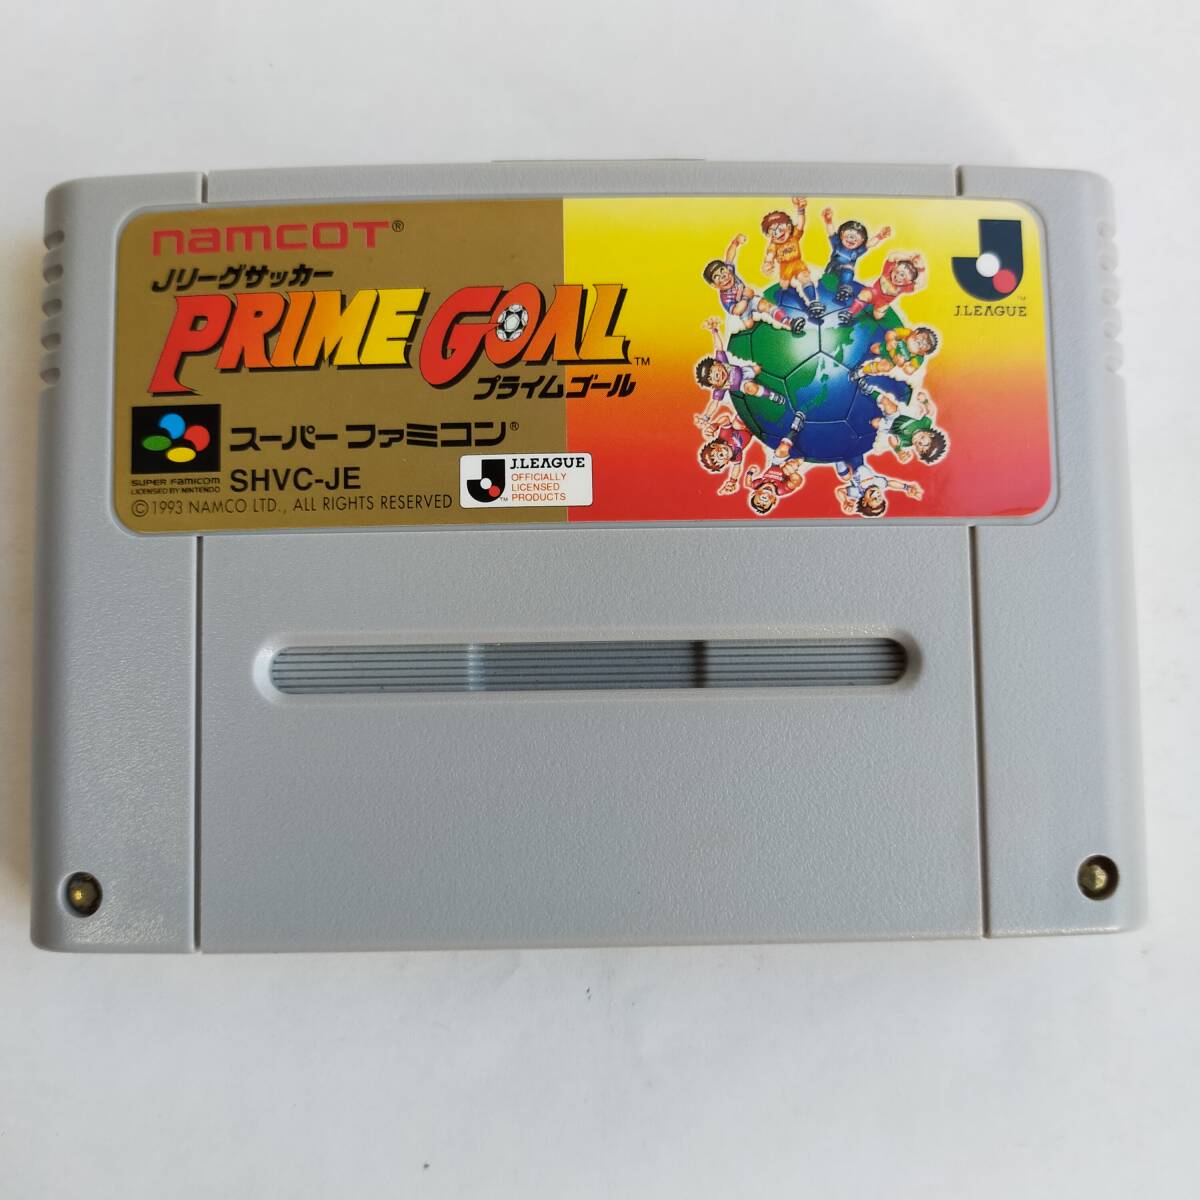 namcoT®
Jリーグサッカー
PRIME GOAL™
プライムゴール
スーパーファミコン®
SUPER FAMICOM
LICENSED BY NINTENDO
SHVC-JE
©1993 NAMCO LTD., ALL RIGHTS RESERVED
J.LEAGUE
OFFICIALLY
LICENSED
PRODUCTS
™
J.LEAGUE